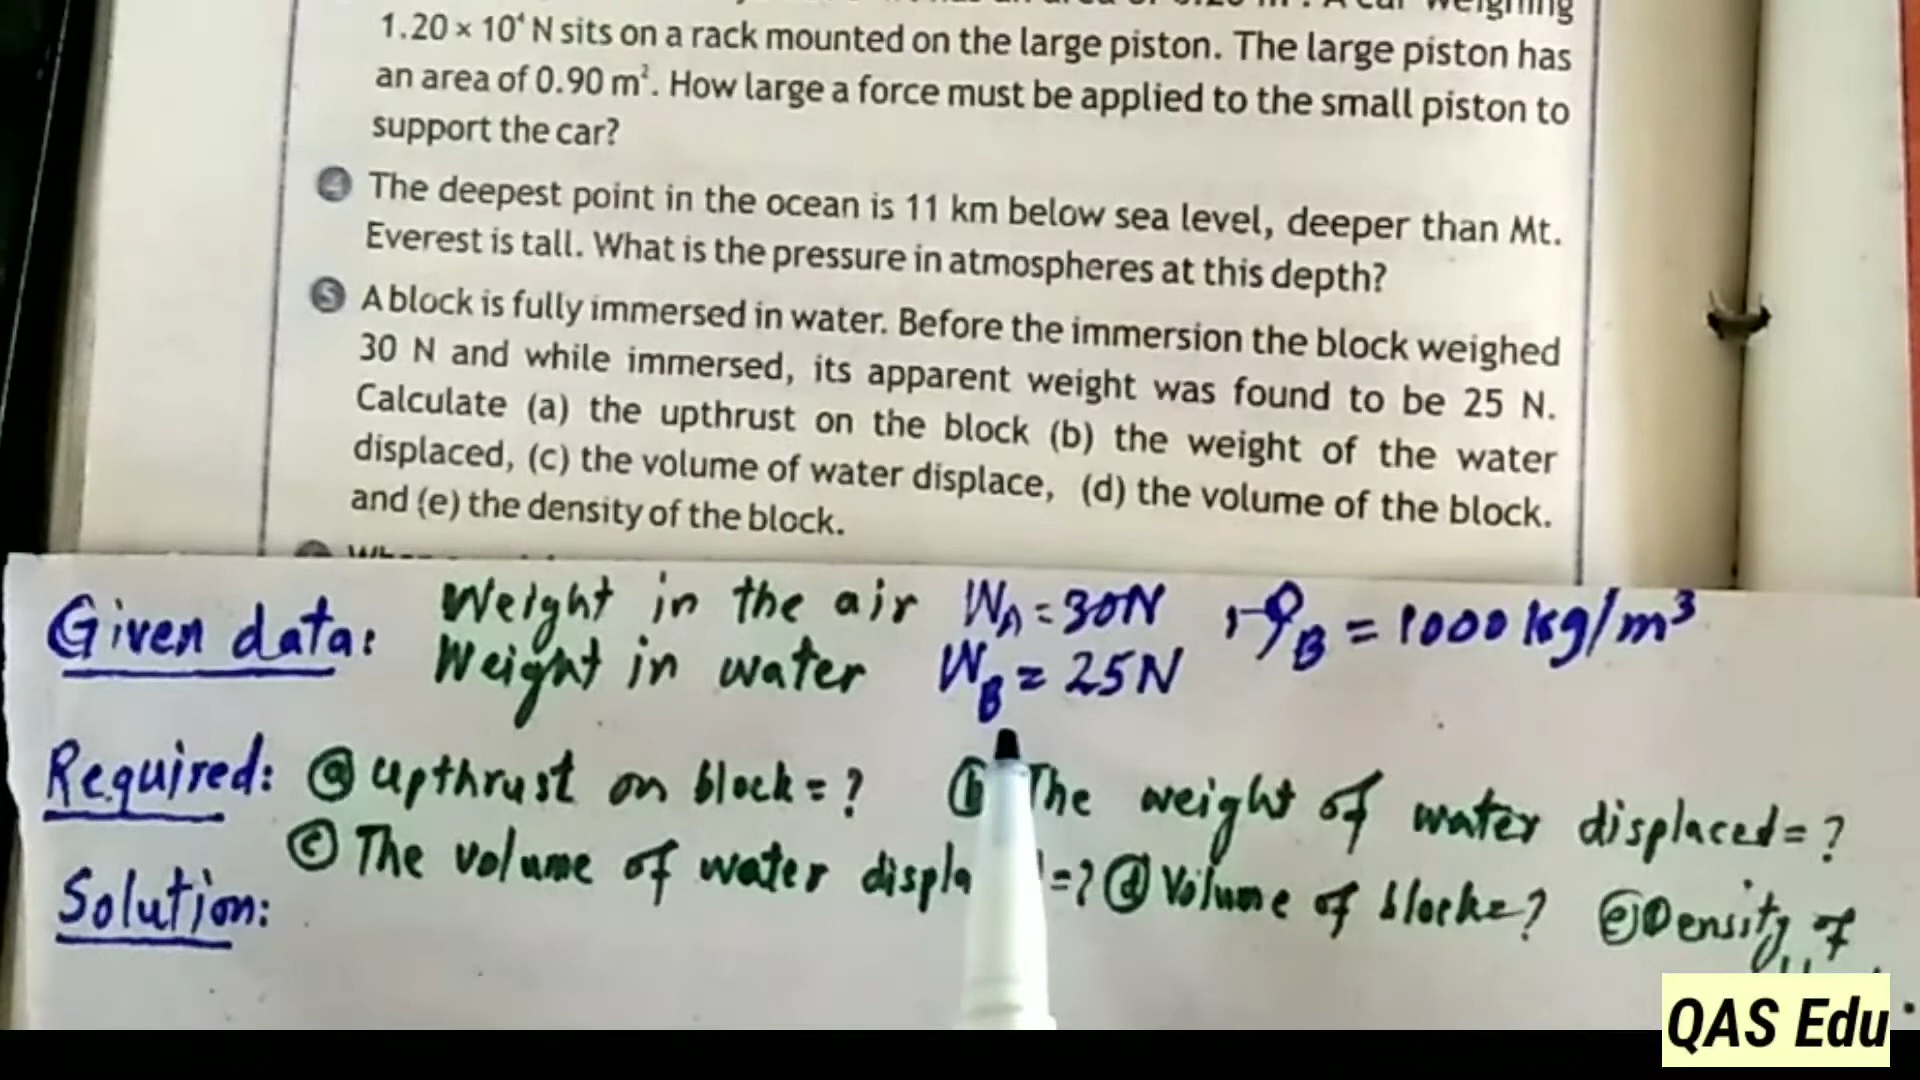 weighing
1.20 × 10⁴ N sits on a rack mounted on the large piston. The large piston has
an area of 0.90 m². How large a force must be applied to the small piston to
support the car?
4 The deepest point in the ocean is 11 km below sea level, deeper than Mt.
Everest is tall. What is the pressure in atmospheres at this depth?
5 A block is fully immersed in water. Before the immersion the block weighed
30 N and while immersed, its apparent weight was found to be 25 N.
Calculate (a) the upthrust on the block (b) the weight of the water
displaced, (c) the volume of water displace, (d) the volume of the block.
and (e) the density of the block.
Given data: Weight in the air W_A = 30N ρ_B = 1000 kg/m³
Weight in water W_B = 25N
Required: (a) Upthrust on block = ? (b) The weight of water displaced = ?
(c) The volume of water displa = ? (d) Volume of block = ? (e) Density of
Solution:
QAS Edu